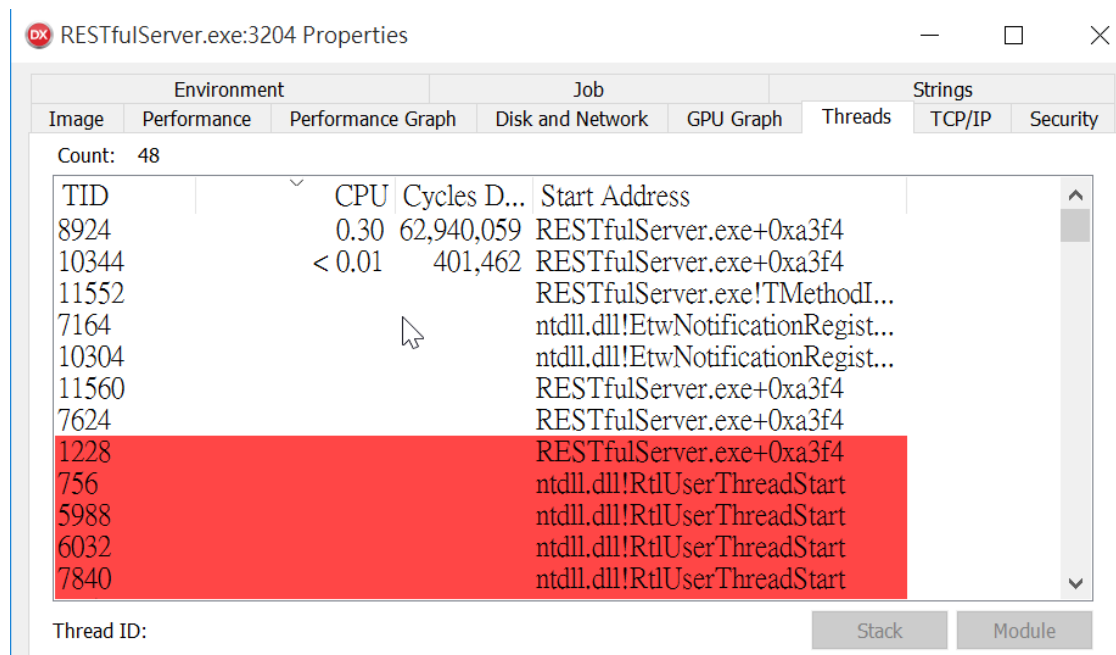 DX RESTfulServer.exe:3204 Properties
Environment Job Strings
Image Performance Performance Graph Disk and Network GPU Graph Threads TCP/IP Security
Count: 48
TID CPU Cycles D... Start Address
8924 0.30 62,940,059 RESTfulServer.exe+0xa3f4
10344 < 0.01 401,462 RESTfulServer.exe+0xa3f4
11552 RESTfulServer.exe!TMethodI...
7164 ntdll.dll!EtwNotificationRegist...
10304 ntdll.dll!EtwNotificationRegist...
11560 RESTfulServer.exe+0xa3f4
7624 RESTfulServer.exe+0xa3f4
1228 RESTfulServer.exe+0xa3f4
756 ntdll.dll!RtlUserThreadStart
5988 ntdll.dll!RtlUserThreadStart
6032 ntdll.dll!RtlUserThreadStart
7840 ntdll.dll!RtlUserThreadStart
Thread ID: Stack Module